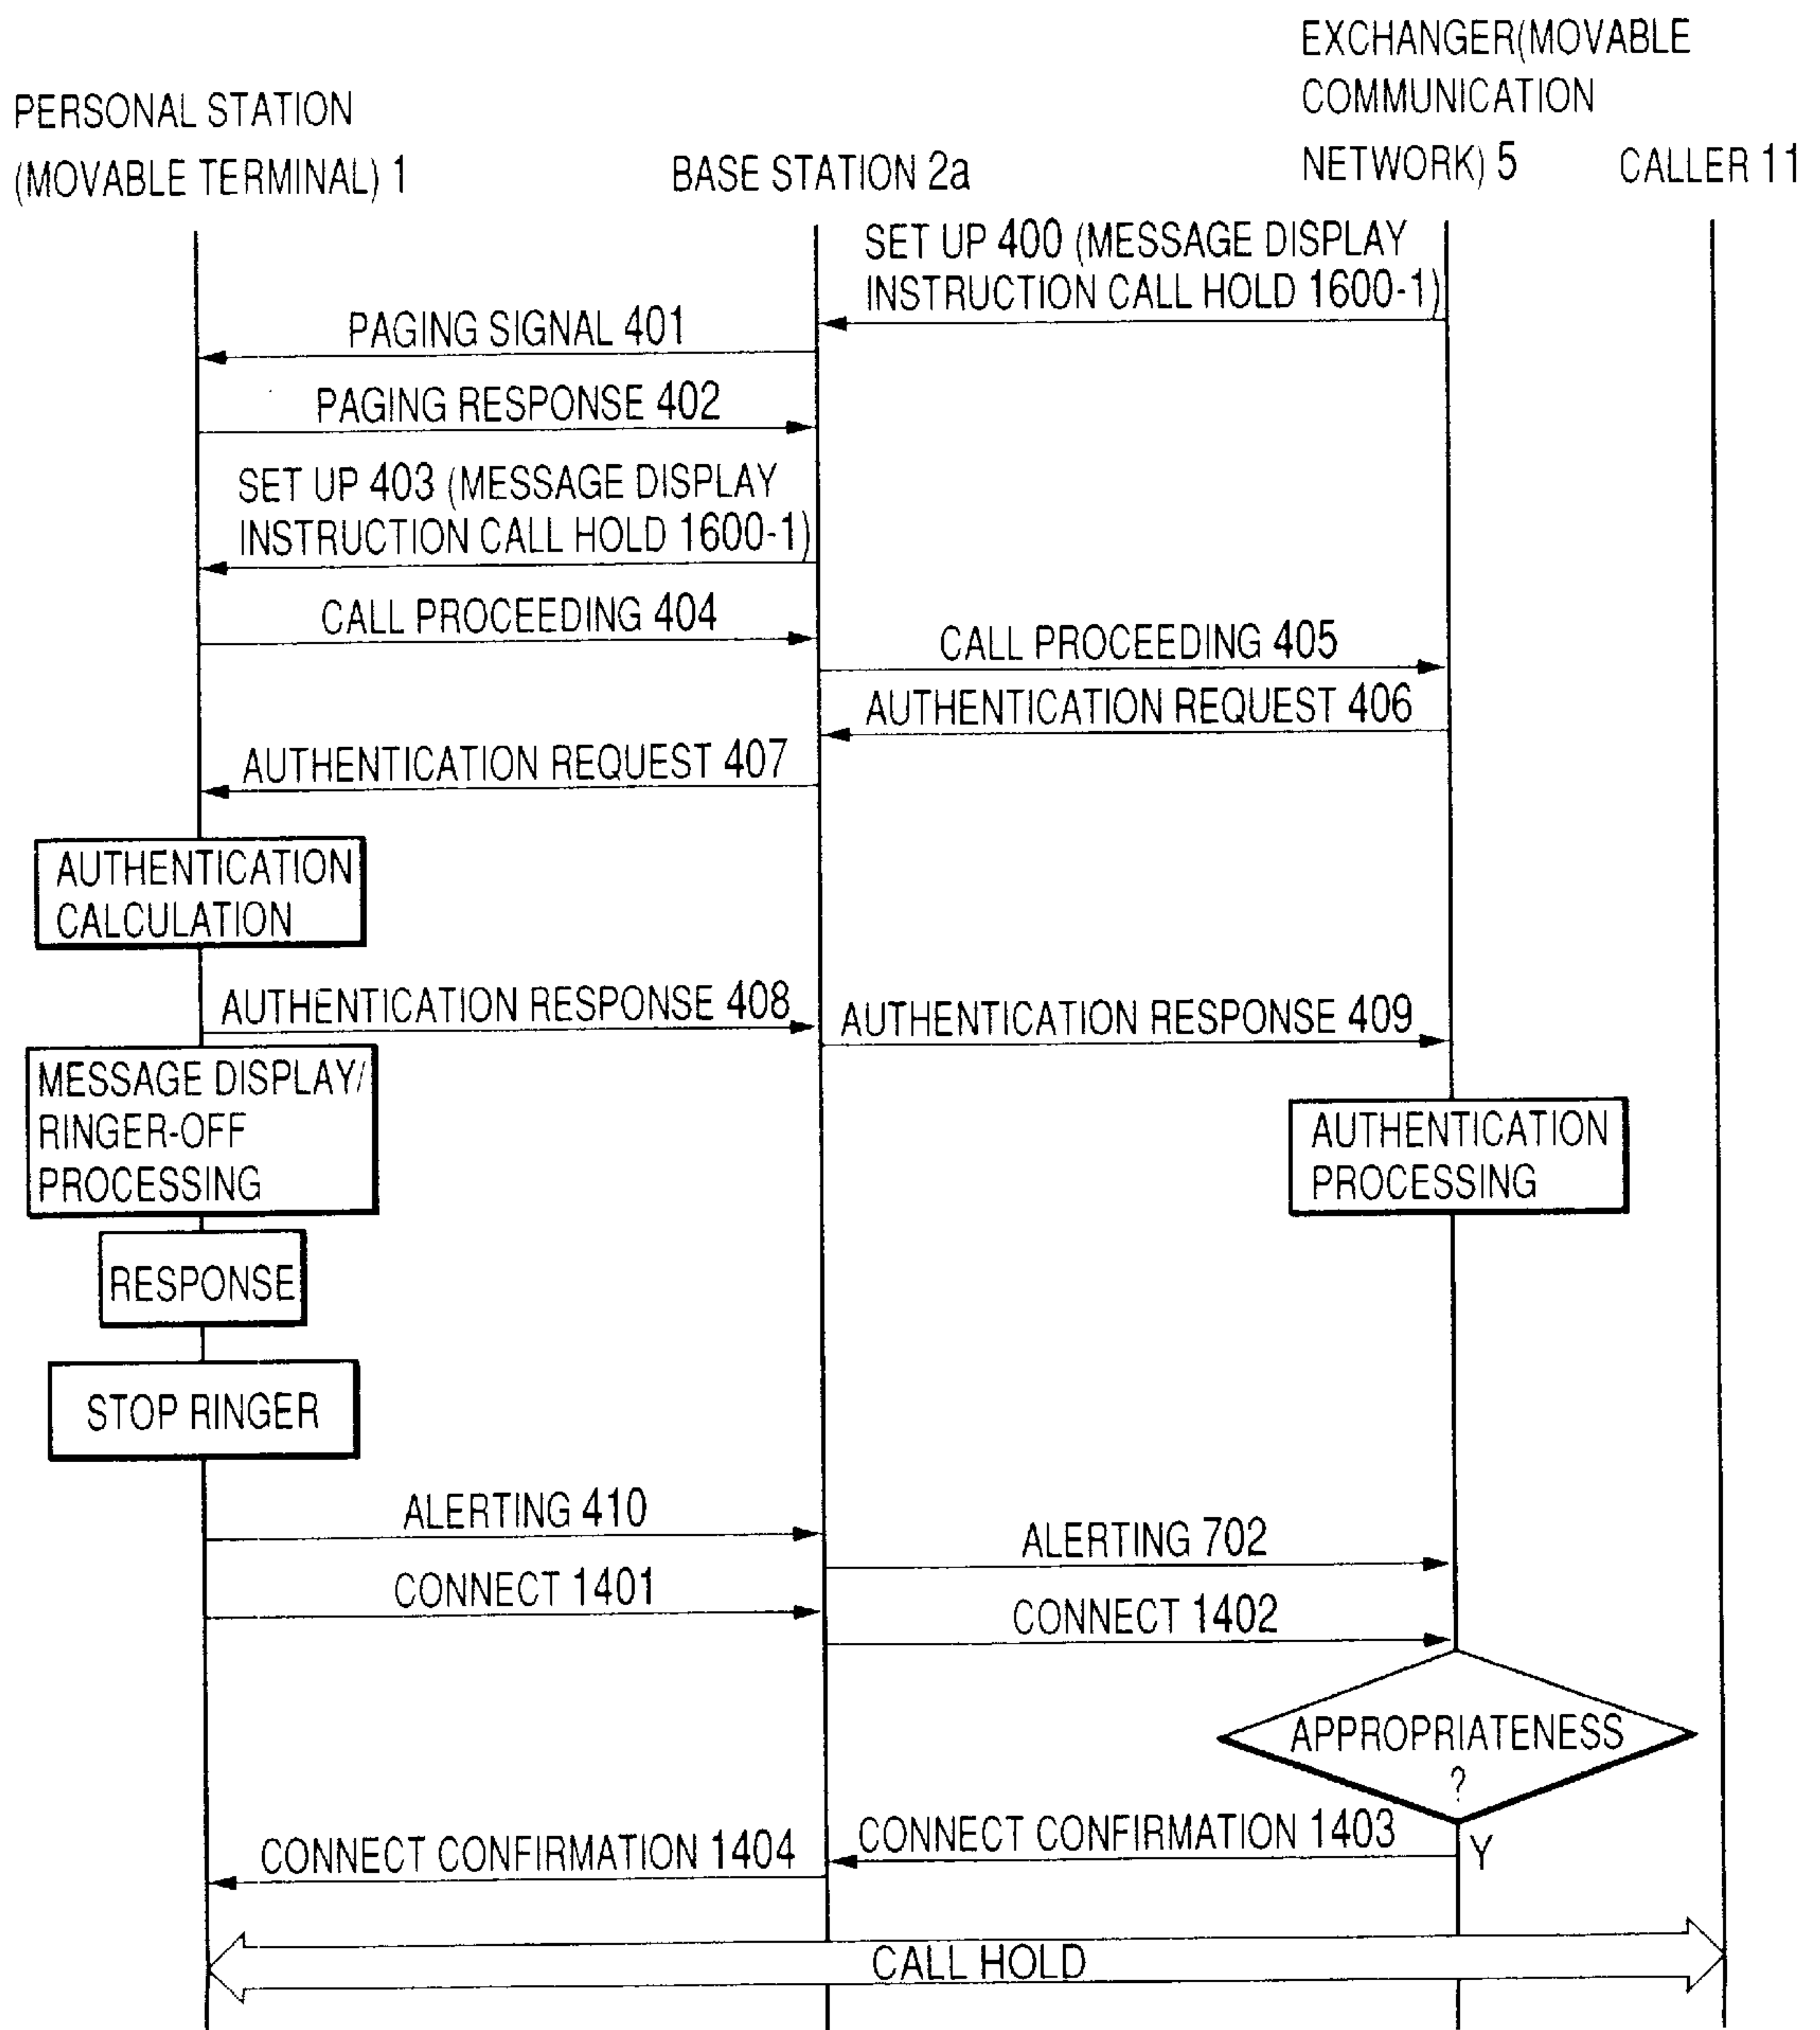 EXCHANGER(MOVABLE
COMMUNICATION
NETWORK) 5
PERSONAL STATION
(MOVABLE TERMINAL) 1
BASE STATION 2a
CALLER 11
SET UP 400 (MESSAGE DISPLAY
INSTRUCTION CALL HOLD 1600-1)
PAGING SIGNAL 401
PAGING RESPONSE 402
SET UP 403 (MESSAGE DISPLAY
INSTRUCTION CALL HOLD 1600-1)
CALL PROCEEDING 404
CALL PROCEEDING 405
AUTHENTICATION REQUEST 406
AUTHENTICATION REQUEST 407
AUTHENTICATION
CALCULATION
AUTHENTICATION RESPONSE 408
AUTHENTICATION RESPONSE 409
MESSAGE DISPLAY/
RINGER-OFF
PROCESSING
AUTHENTICATION
PROCESSING
RESPONSE
STOP RINGER
ALERTING 410
ALERTING 702
CONNECT 1401
CONNECT 1402
APPROPRIATENESS
?
CONNECT CONFIRMATION 1403
Y
CONNECT CONFIRMATION 1404
CALL HOLD